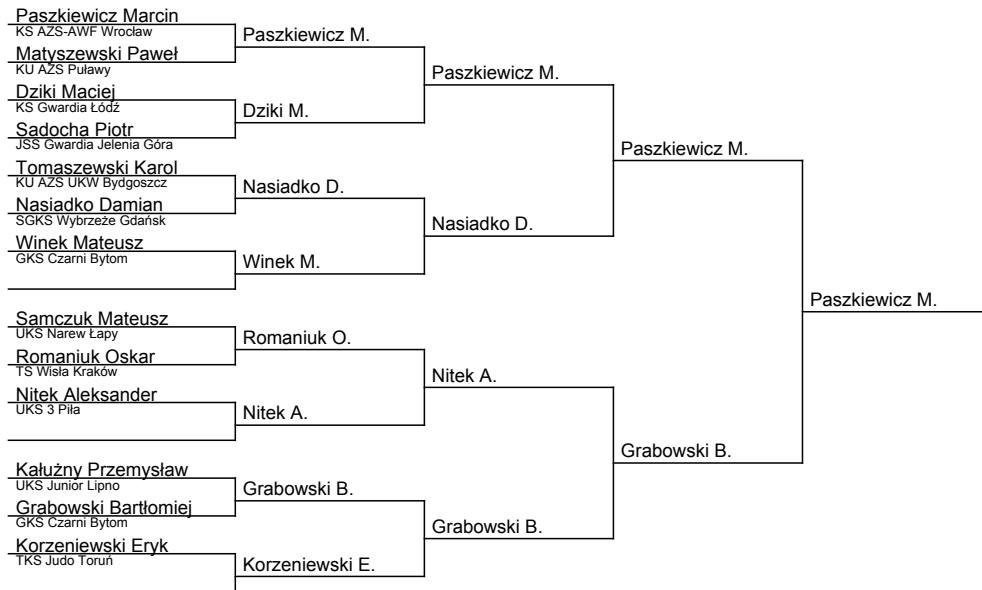 Paszkiewicz Marcin
KS AZS-AWF Wrocław
Matyszewski Paweł
KU AZS Puławy
Dziki Maciej
KS Gwardia Łódź
Sadocha Piotr
JSS Gwardia Jelenia Góra
Tomaszewski Karol
KU AZS UKW Bydgoszcz
Nasiadko Damian
SGKS Wybrzeże Gdańsk
Winek Mateusz
GKS Czarni Bytom
Samczuk Mateusz
UKS Narew Łapy
Romaniuk Oskar
TS Wisła Kraków
Nitek Aleksander
UKS 3 Piła
Kałużny Przemysław
UKS Junior Lipno
Grabowski Bartłomiej
GKS Czarni Bytom
Korzeniewski Eryk
TKS Judo Toruń
Paszkiewicz M.
Dziki M.
Nasiadko D.
Winek M.
Romaniuk O.
Nitek A.
Grabowski B.
Korzeniewski E.
Paszkiewicz M.
Nasiadko D.
Nitek A.
Grabowski B.
Paszkiewicz M.
Grabowski B.
Paszkiewicz M.